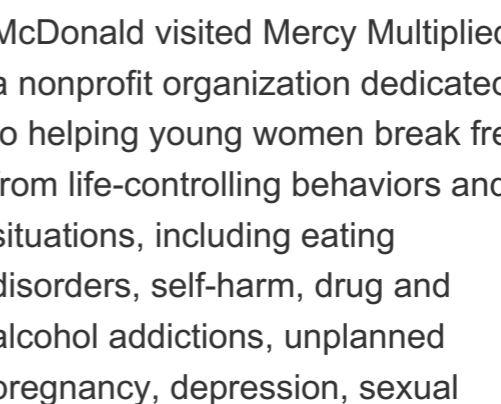 McDonald visited Mercy Multiplied
a nonprofit organization dedicated
to helping young women break fre
from life-controlling behaviors and
situations, including eating
disorders, self-harm, drug and
alcohol addictions, unplanned
pregnancy, depression, sexual